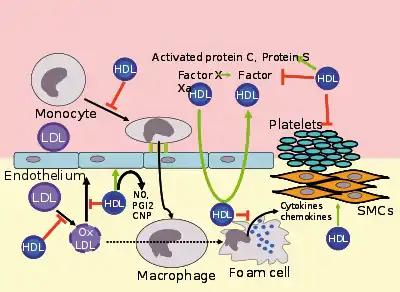 Activated protein C, Protein S
HDL
Factor X
Factor
Xa
HDL
HDL
HDL
Monocyte
Platelets
LDL
Endothelium
LDL
HDL
NO,
PGI2
CNP
HDL
Cytokines
chemokines
SMCs
HDL
Ox
LDL
HDL
Macrophage
Foam cell